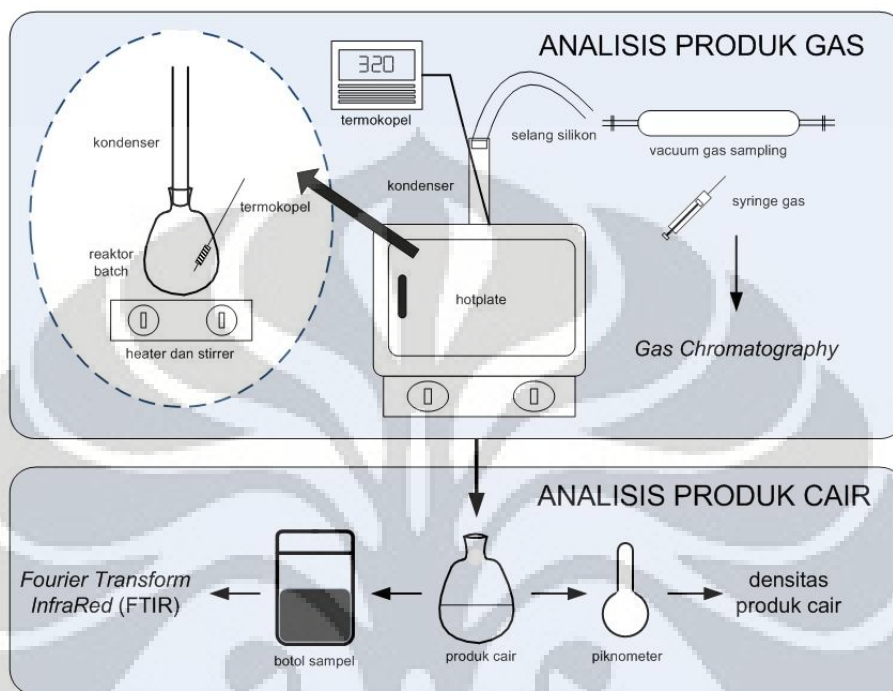 ANALISIS PRODUK GAS
320
termokopel
kondenser
termokopel
reaktor
batch
heater dan stirrer
selang silikon
vacuum gas sampling
kondenser
syringe gas
hotplate
Gas Chromatography
ANALISIS PRODUK CAIR
Fourier Transform
InfraRed (FTIR)
botol sampel
produk cair
piknometer
densitas
produk cair